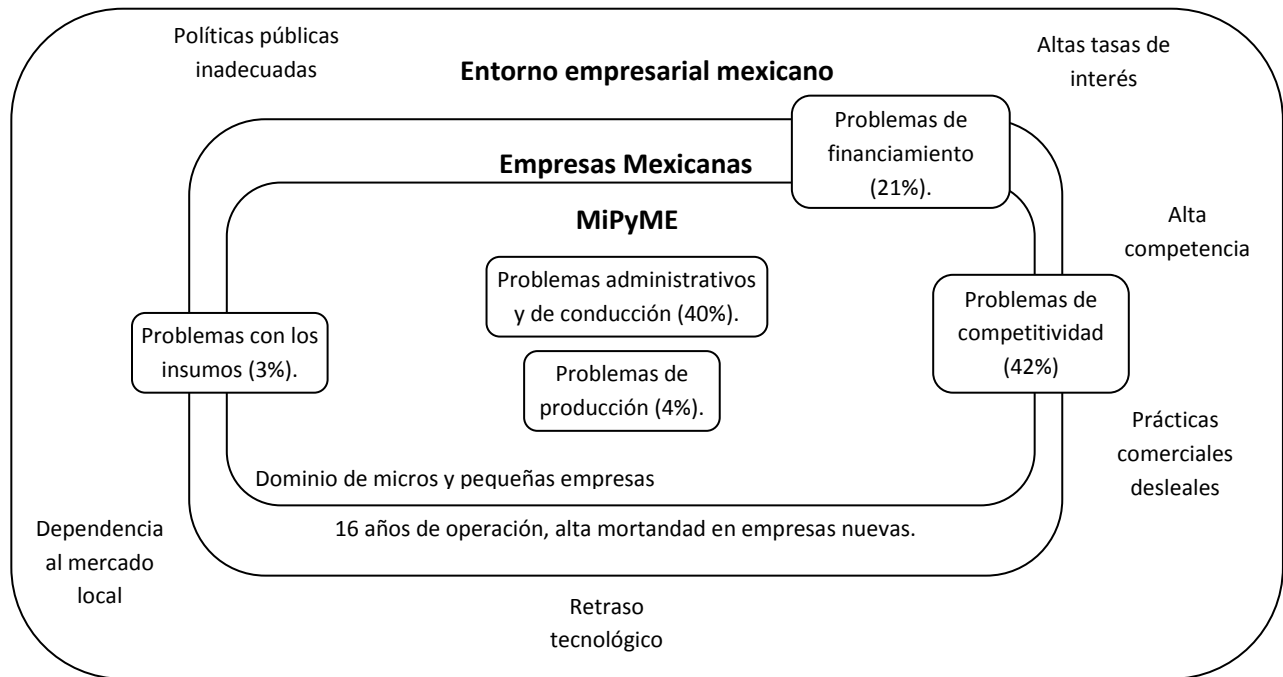 Políticas públicas
inadecuadas
Entorno empresarial mexicano
Altas tasas de
interés
Problemas de
financiamiento
(21%).
Empresas Mexicanas
MiPyME
Alta
competencia
Problemas administrativos
y de conducción (40%).
Problemas de
competitividad
(42%)
Problemas con los
insumos (3%).
Problemas de
producción (4%).
Prácticas
comerciales
desleales
Dominio de micros y pequeñas empresas
16 años de operación, alta mortandad en empresas nuevas.
Dependencia
al mercado
local
Retraso
tecnológico